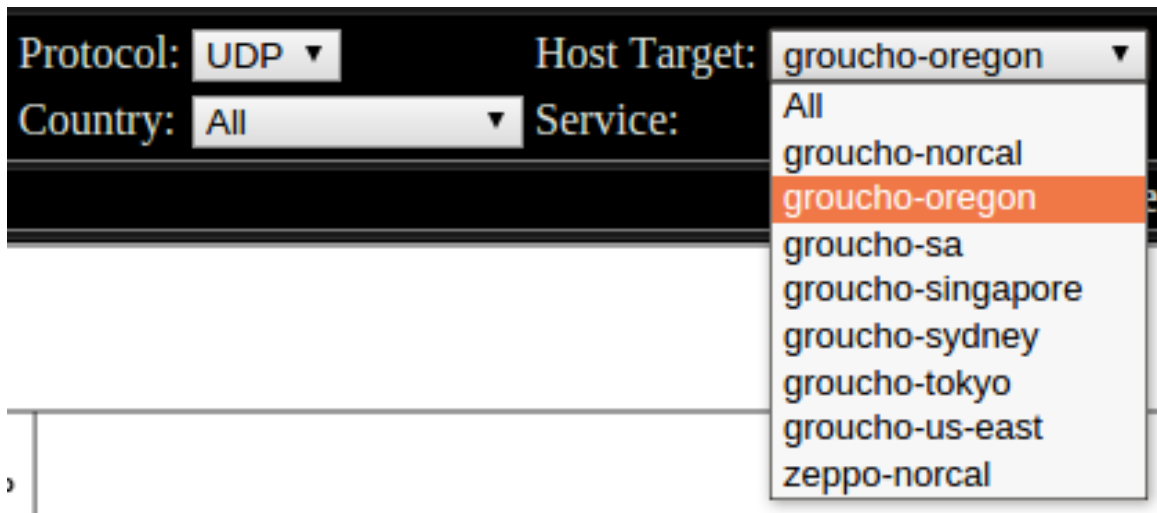 Protocol: UDP Host Target: groucho-oregon
Country: All Service:
All
groucho-norcal
groucho-oregon
groucho-sa
groucho-singapore
groucho-sydney
groucho-tokyo
groucho-us-east
zeppo-norcal